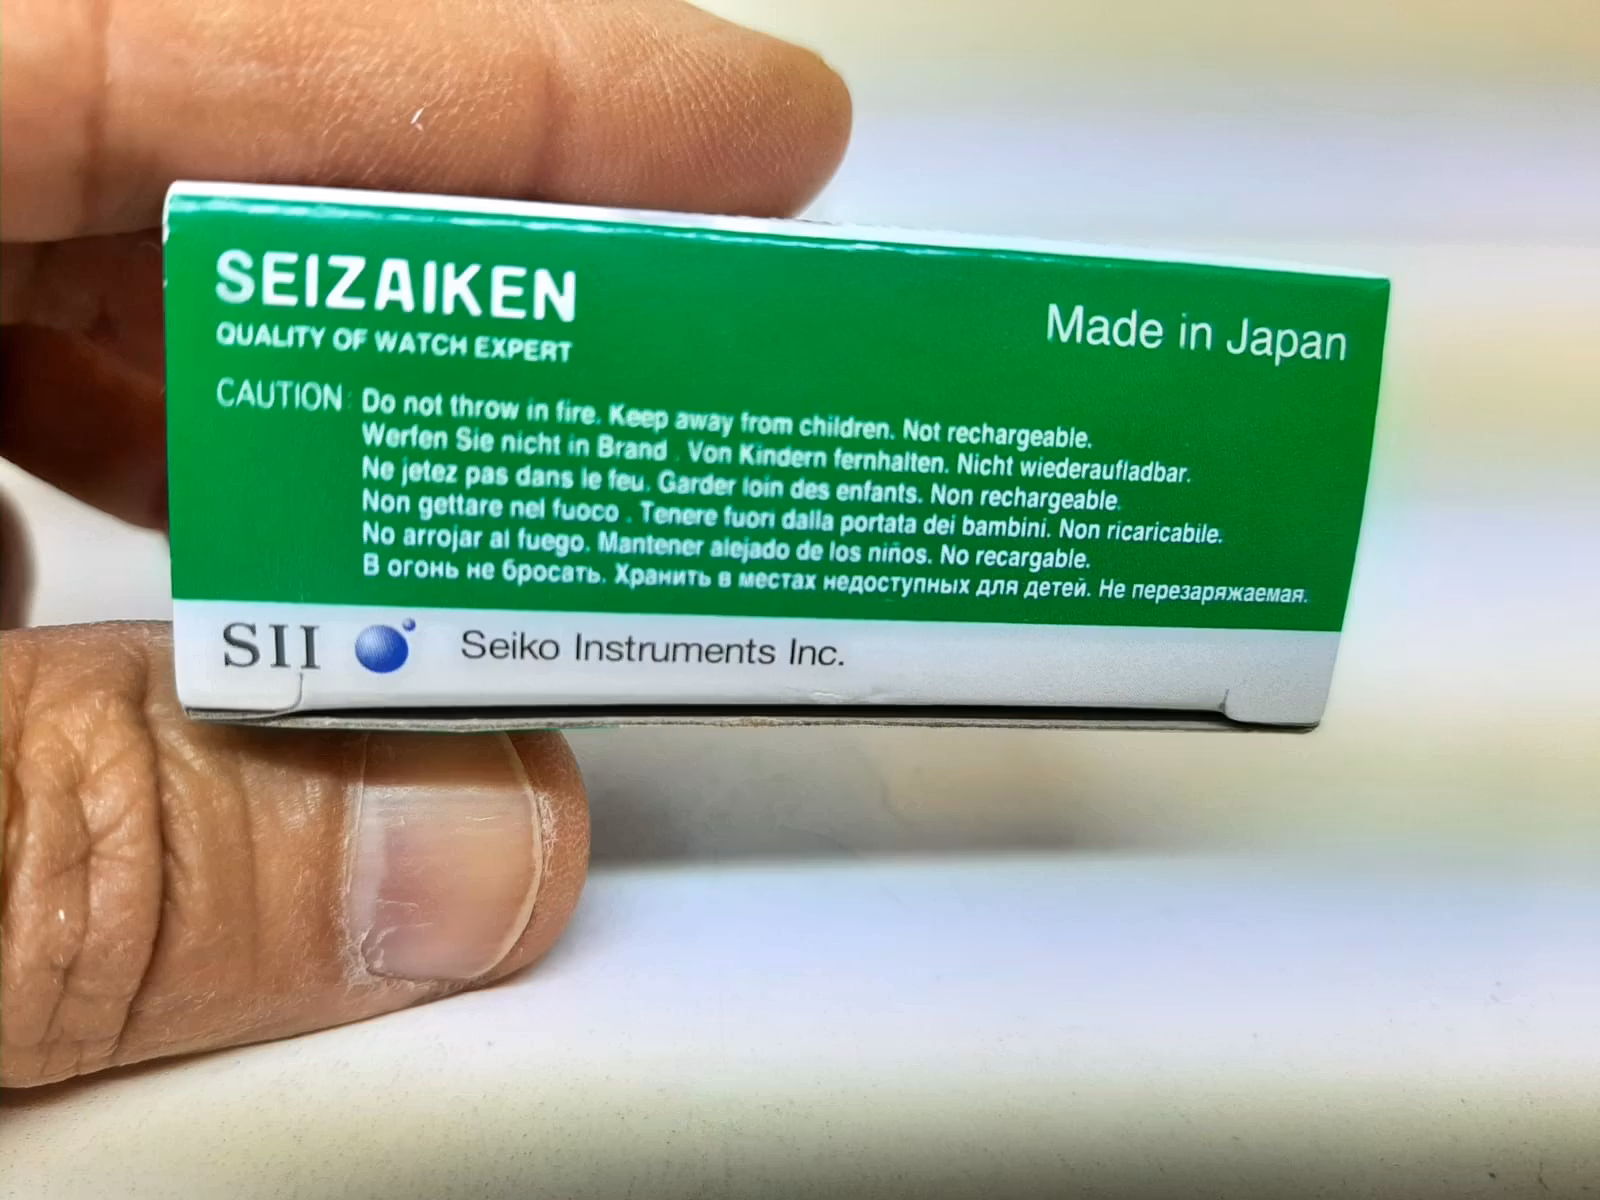 SEIZAIKEN
QUALITY OF WATCH EXPERT
Made in Japan
CAUTION: Do not throw in fire. Keep away from children. Not rechargeable.
Werfen Sie nicht in Brand . Von Kindern fernhalten. Nicht wiederaufladbar.
Ne jetez pas dans le feu. Garder loin des enfants. Non rechargeable.
Non gettare nel fuoco . Tenere fuori dalla portata dei bambini. Non ricaricabile.
No arrojar al fuego. Mantener alejado de los niños. No recargable.
В огонь не бросать. Хранить в местах недоступных для детей. Не перезаряжаемая.
SII Seiko Instruments Inc.